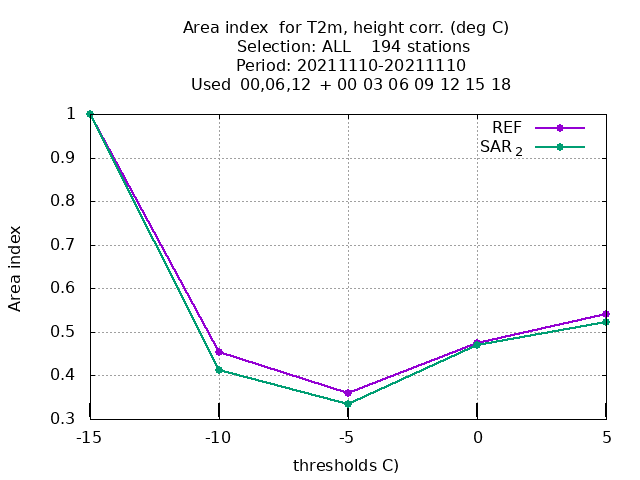 Area index  for T2m, height corr. (deg C)
Selection: ALL    194 stations
Period: 20211110-20211110
Used  00,06,12  + 00 03 06 09 12 15 18
REF
SAR 2
1
0.9
0.8
0.7
0.6
0.5
0.4
0.3
Area index
-15 -10 -5 0 5
thresholds C)